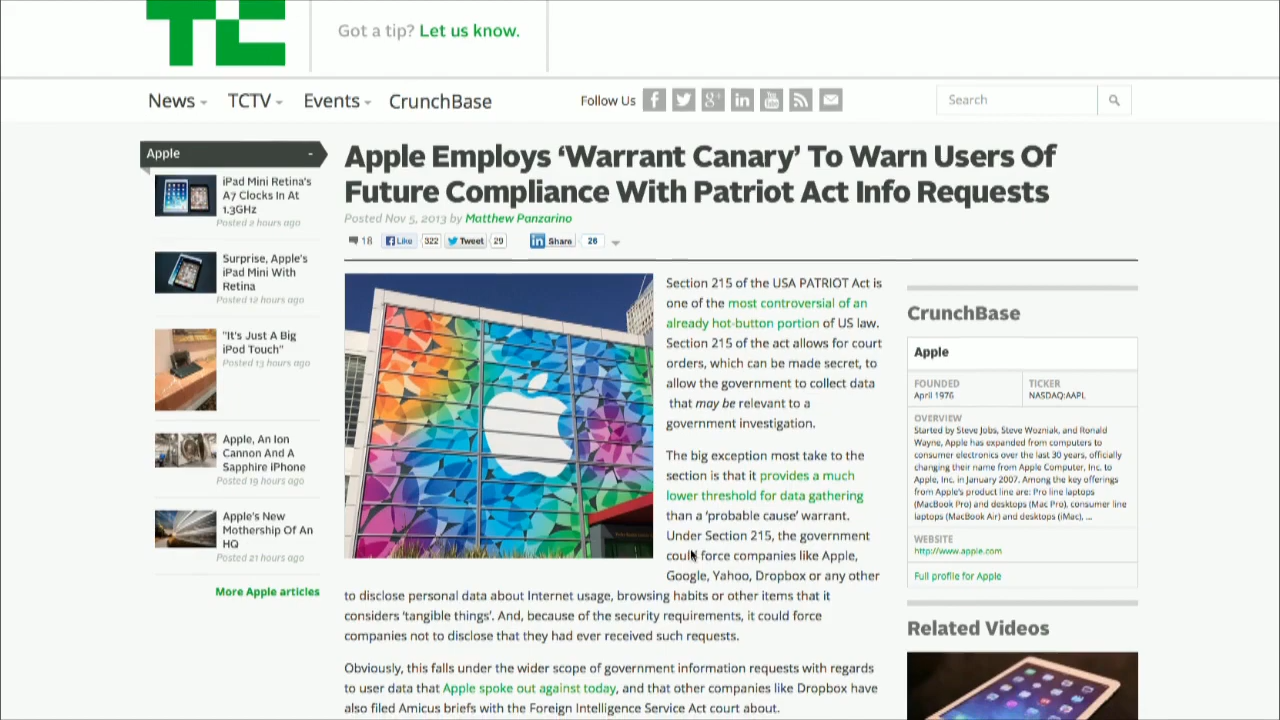 TC
Got a tip? Let us know.
News
TCTV
Events
CrunchBase
Follow Us
Search
Apple
iPad Mini Retina's
A7 Clocks In At
1.3GHz
Posted 2 hours ago
Surprise, Apple's
iPad Mini With
Retina
Posted 12 hours ago
"It's Just A Big
iPod Touch"
Posted 13 hours ago
Apple, An Ion
Cannon And A
Sapphire iPhone
Posted 19 hours ago
Apple's New
Mothership Of An
HQ
Posted 21 hours ago
More Apple articles
Apple Employs ‘Warrant Canary’ To Warn Users Of
Future Compliance With Patriot Act Info Requests
Posted Nov 5, 2013 by Matthew Panzarino
18 Like 322 Tweet 29 Share 26
Section 215 of the USA PATRIOT Act is
one of the most controversial of an
already hot-button portion of US law.
Section 215 of the act allows for court
orders, which can be made secret, to
allow the government to collect data
that may be relevant to a
government investigation.
The big exception most take to the
section is that it provides a much
lower threshold for data gathering
than a ‘probable cause’ warrant.
Under Section 215, the government
could force companies like Apple,
Google, Yahoo, Dropbox or any other
to disclose personal data about Internet usage, browsing habits or other items that it
considers ‘tangible things’. And, because of the security requirements, it could force
companies not to disclose that they had ever received such requests.
Obviously, this falls under the wider scope of government information requests with regards
to user data that Apple spoke out against today, and that other companies like Dropbox have
also filed Amicus briefs with the Foreign Intelligence Service Act court about.
CrunchBase
Apple
FOUNDED
April 1976
TICKER
NASDAQ:AAPL
OVERVIEW
Started by Steve Jobs, Steve Wozniak, and Ronald
Wayne, Apple has expanded from computers to
consumer electronics over the last 30 years, officially
changing their name from Apple Computer, Inc. to
Apple, Inc. in January 2007. Among the key offerings
from Apple's product line are: Pro line laptops
(MacBook Pro) and desktops (Mac Pro), consumer line
laptops (MacBook Air) and desktops (iMac), ...
WEBSITE
http://www.apple.com
Full profile for Apple
Related Videos